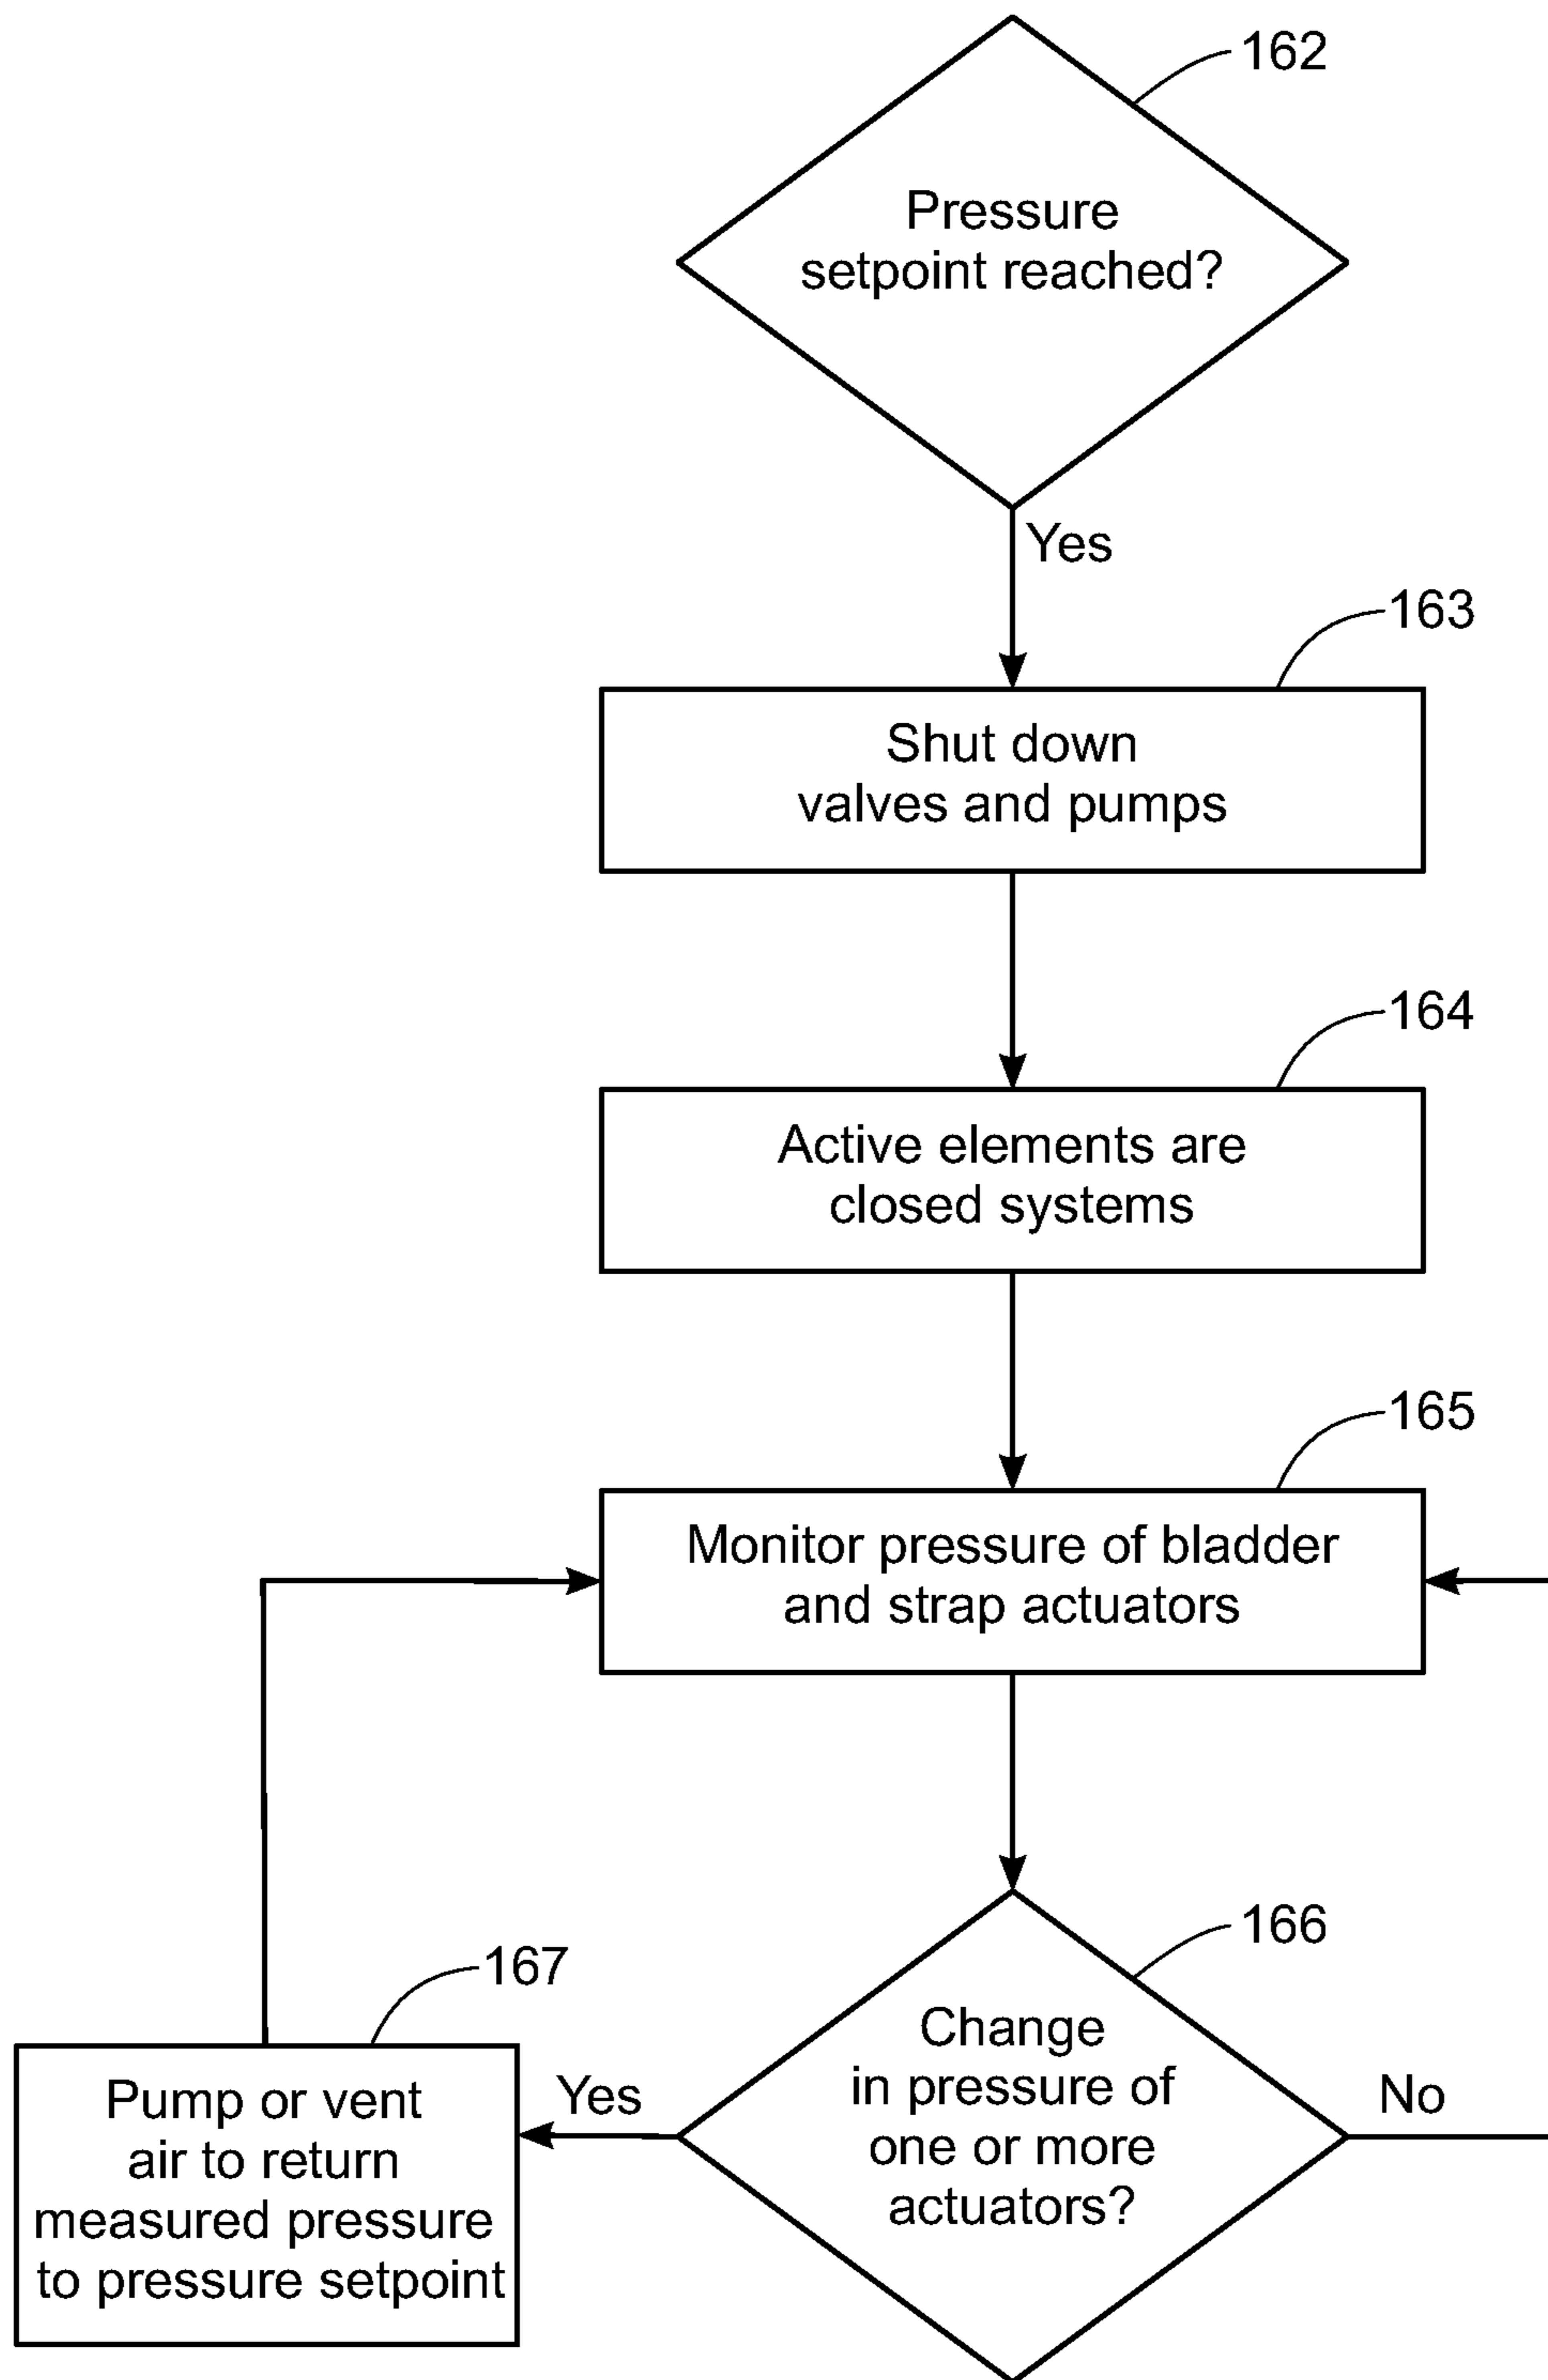 162
Pressure
setpoint reached?
Yes
163
Shut down
valves and pumps
164
Active elements are
closed systems
165
Monitor pressure of bladder
and strap actuators
166
Change
in pressure of
one or more
actuators?
Yes
No
167
Pump or vent
air to return
measured pressure
to pressure setpoint